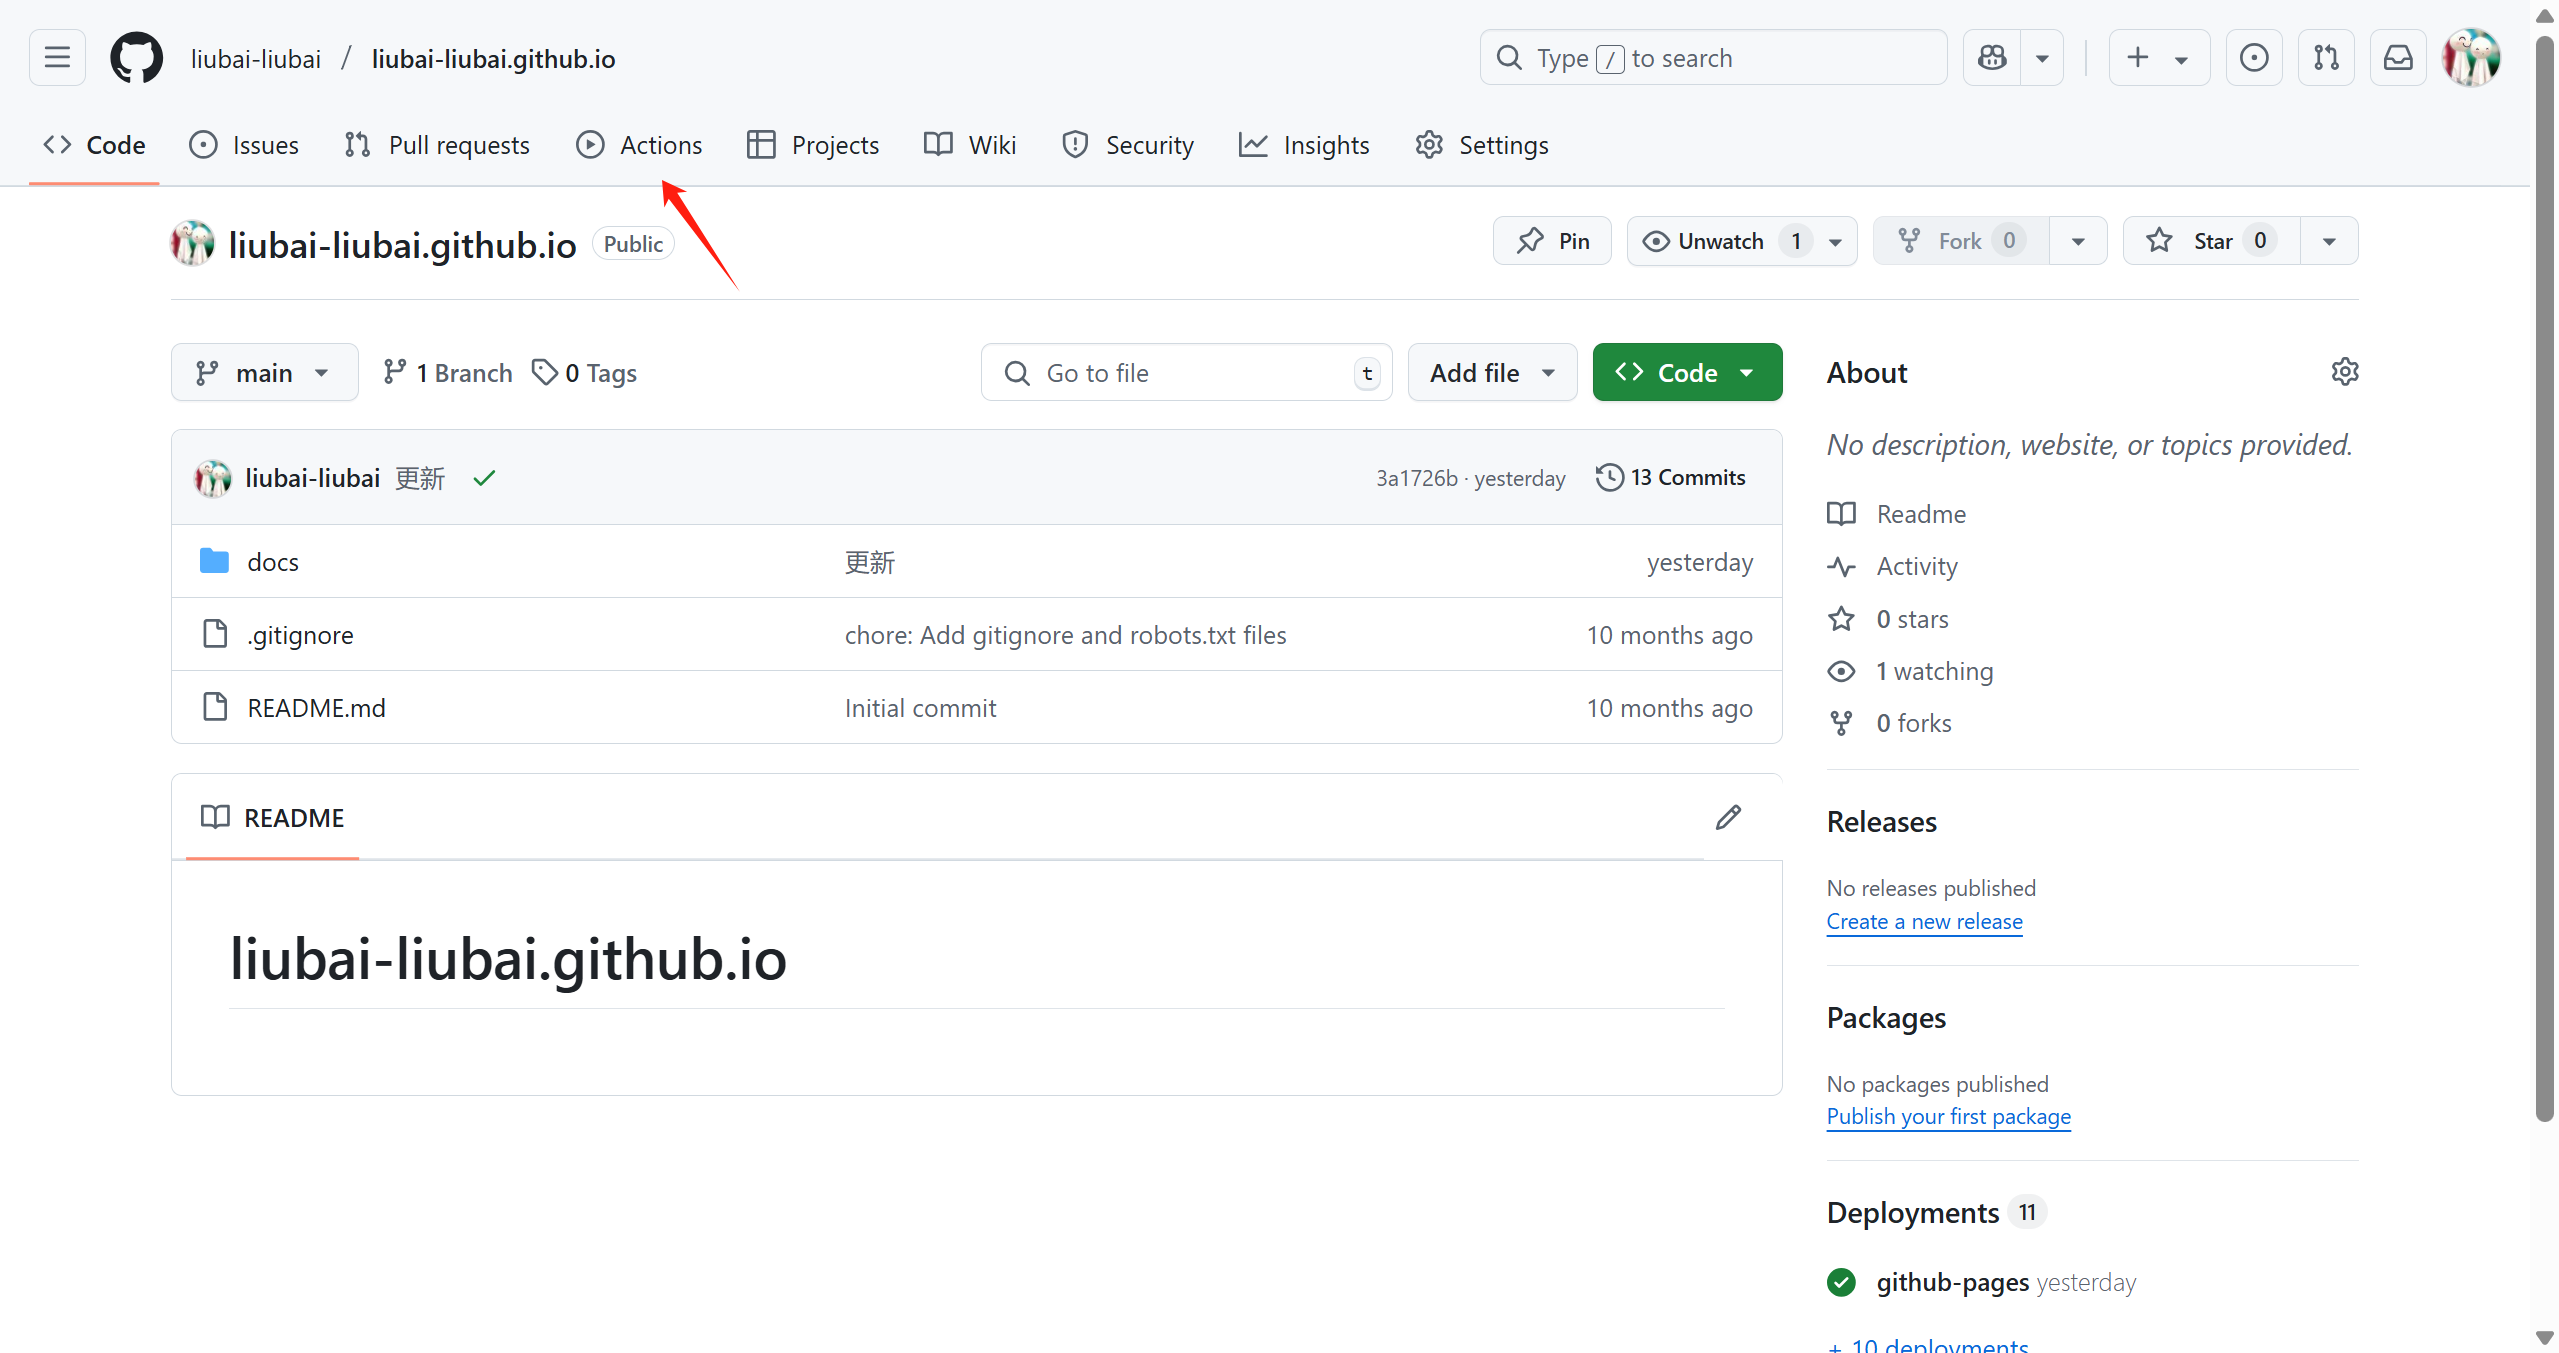 liubai-liubai / liubai-liubai.github.io
Type / to search
Code Issues Pull requests Actions Projects Wiki Security Insights Settings
liubai-liubai.github.io Public
Pin Unwatch 1 Fork 0 Star 0
main 1 Branch 0 Tags
Go to file t
Add file
Code
liubai-liubai 更新
3a1726b · yesterday 13 Commits
docs 更新 yesterday
.gitignore chore: Add gitignore and robots.txt files 10 months ago
README.md Initial commit 10 months ago
README
liubai-liubai.github.io
About
No description, website, or topics provided.
Readme
Activity
0 stars
1 watching
0 forks
Releases
No releases published
Create a new release
Packages
No packages published
Publish your first package
Deployments 11
github-pages yesterday
+ 10 deployments